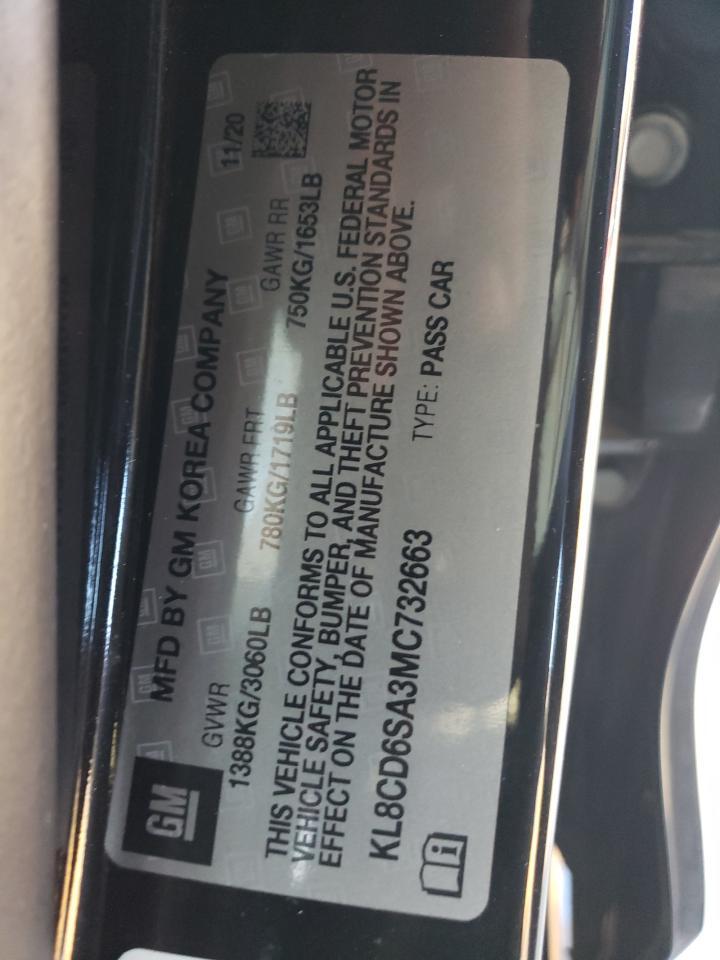 GM
MFD BY GM KOREA COMPANY 11/20
GVWR GAWR FRT GAWR RR
1388KG/3060LB 780KG/1719LB 750KG/1653LB
THIS VEHICLE CONFORMS TO ALL APPLICABLE U.S. FEDERAL MOTOR
VEHICLE SAFETY, BUMPER, AND THEFT PREVENTION STANDARDS IN
EFFECT ON THE DATE OF MANUFACTURE SHOWN ABOVE.
KL8CD6SA3MC732663 TYPE: PASS CAR